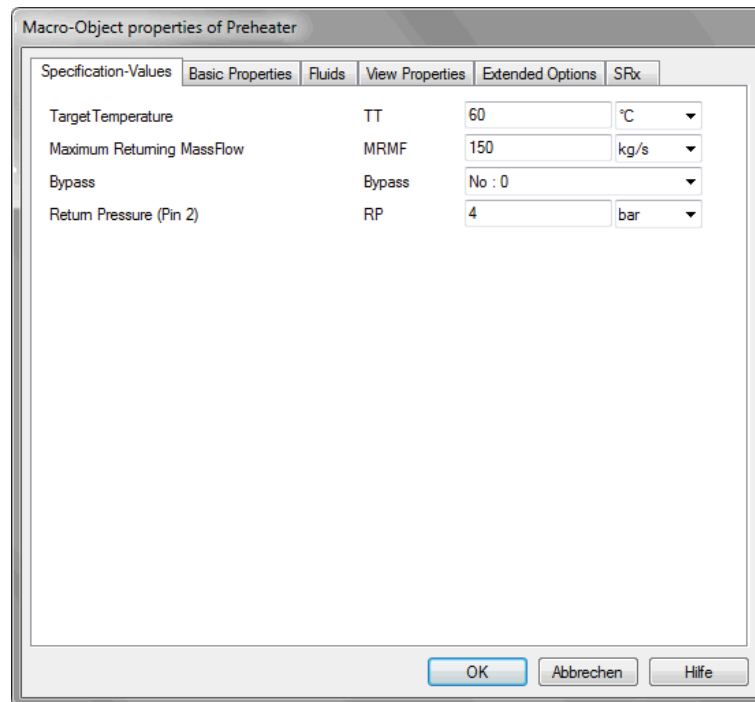 Macro-Object properties of Preheater
Specification-Values Basic Properties Fluids View Properties Extended Options SRx
TargetTemperature TT 60 °C
Maximum Returning MassFlow MRMF 150 kg/s
Bypass Bypass No : 0
Return Pressure (Pin 2) RP 4 bar
OK Abbrechen Hilfe